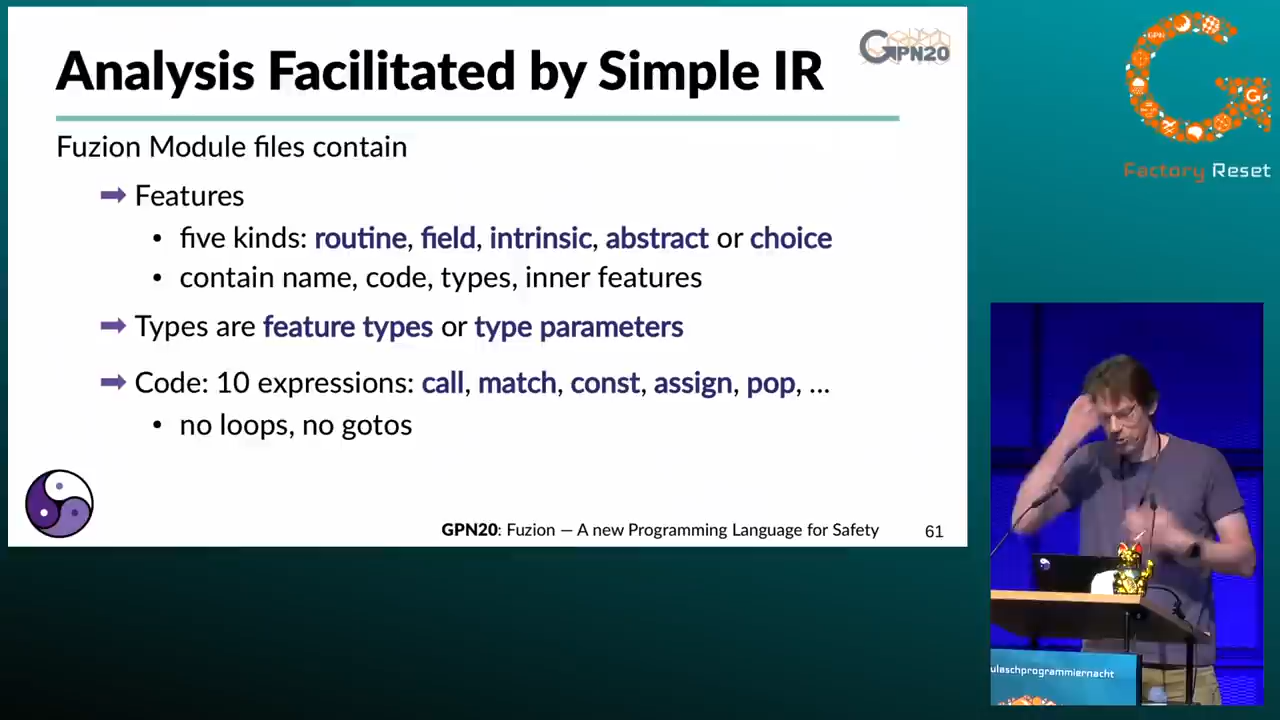 Analysis Facilitated by Simple IR
GPN20
Fuzion Module files contain
➡ Features
• five kinds: routine, field, intrinsic, abstract or choice
• contain name, code, types, inner features
➡ Types are feature types or type parameters
➡ Code: 10 expressions: call, match, const, assign, pop, ...
• no loops, no gotos
GPN20: Fuzion — A new Programming Language for Safety 61
Factory Reset
ulaschprogrammiernacht